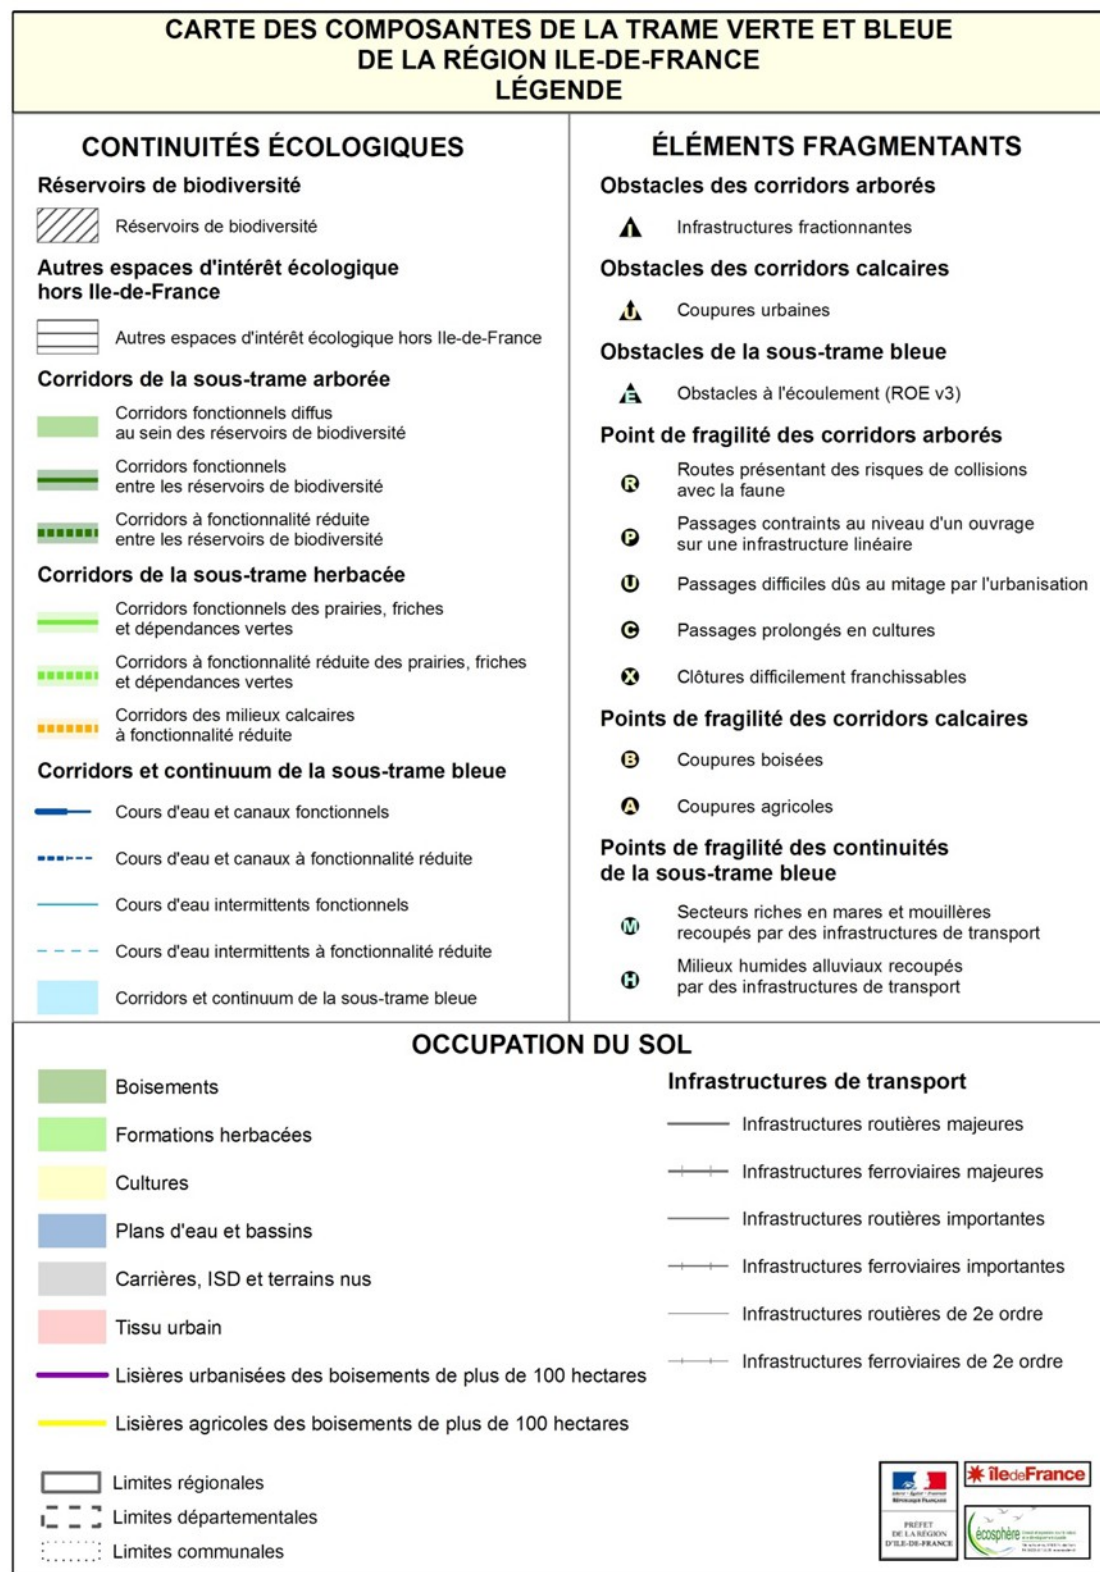 CARTE DES COMPOSANTES DE LA TRAME VERTE ET BLEUE
DE LA RÉGION ILE-DE-FRANCE
LÉGENDE
CONTINUITÉS ÉCOLOGIQUES
Réservoirs de biodiversité
Réservoirs de biodiversité
Autres espaces d'intérêt écologique
hors Ile-de-France
Autres espaces d'intérêt écologique hors Ile-de-France
Corridors de la sous-trame arborée
Corridors fonctionnels diffus
au sein des réservoirs de biodiversité
Corridors fonctionnels
entre les réservoirs de biodiversité
Corridors à fonctionnalité réduite
entre les réservoirs de biodiversité
Corridors de la sous-trame herbacée
Corridors fonctionnels des prairies, friches
et dépendances vertes
Corridors à fonctionnalité réduite des prairies, friches
et dépendances vertes
Corridors des milieux calcaires
à fonctionnalité réduite
Corridors et continuum de la sous-trame bleue
Cours d'eau et canaux fonctionnels
Cours d'eau et canaux à fonctionnalité réduite
Cours d'eau intermittents fonctionnels
Cours d'eau intermittents à fonctionnalité réduite
Corridors et continuum de la sous-trame bleue
ÉLÉMENTS FRAGMENTANTS
Obstacles des corridors arborés
I Infrastructures fractionnantes
Obstacles des corridors calcaires
U Coupures urbaines
Obstacles de la sous-trame bleue
E Obstacles à l'écoulement (ROE v3)
Point de fragilité des corridors arborés
R Routes présentant des risques de collisions
avec la faune
P Passages contraints au niveau d'un ouvrage
sur une infrastructure linéaire
U Passages difficiles dûs au mitage par l'urbanisation
C Passages prolongés en cultures
X Clôtures difficilement franchissables
Points de fragilité des corridors calcaires
B Coupures boisées
A Coupures agricoles
Points de fragilité des continuités
de la sous-trame bleue
M Secteurs riches en mares et mouillères
recoupés par des infrastructures de transport
H Milieux humides alluviaux recoupés
par des infrastructures de transport
OCCUPATION DU SOL
Boisements
Formations herbacées
Cultures
Plans d'eau et bassins
Carrières, ISD et terrains nus
Tissu urbain
Lisières urbanisées des boisements de plus de 100 hectares
Lisières agricoles des boisements de plus de 100 hectares
Limites régionales
Limites départementales
Limites communales
Infrastructures de transport
Infrastructures routières majeures
Infrastructures ferroviaires majeures
Infrastructures routières importantes
Infrastructures ferroviaires importantes
Infrastructures routières de 2e ordre
Infrastructures ferroviaires de 2e ordre
RÉPUBLIQUE FRANÇAISE
PRÉFET
DE LA RÉGION
D'ILE-DE-FRANCE
îledeFrance
écosphère